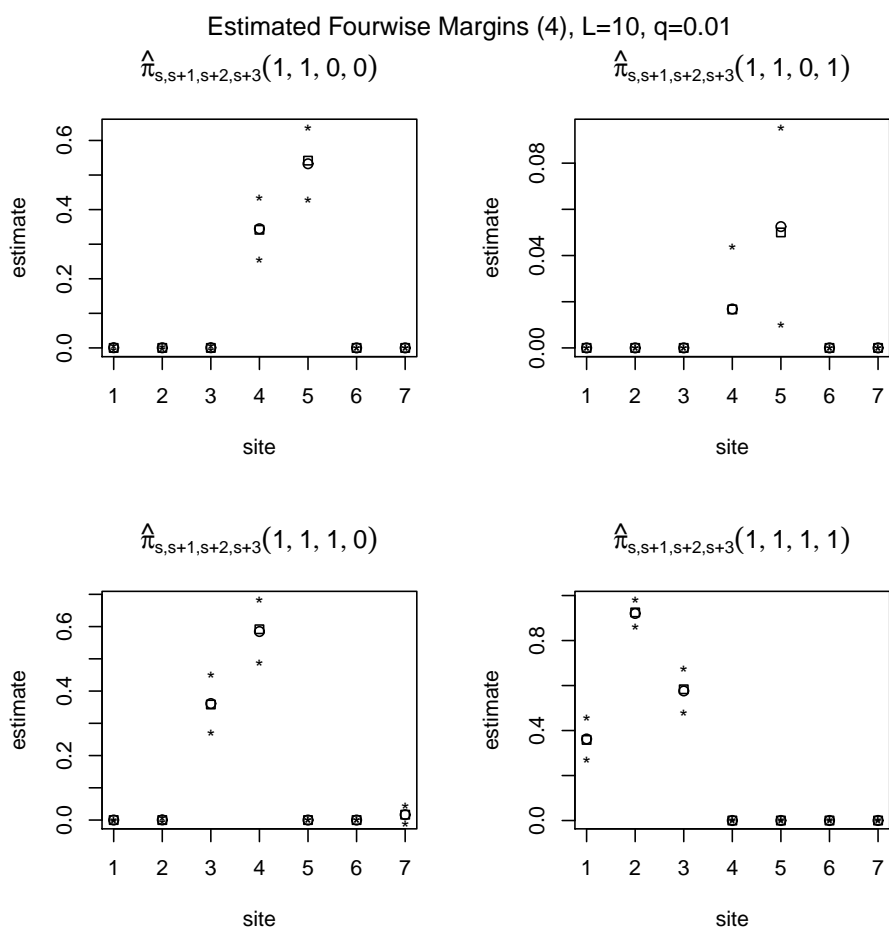 Estimated Fourwise Margins (4), L=10, q=0.01
π̂s,s+1,s+2,s+3(1, 1, 0, 0)
estimate
0.0 0.2 0.4 0.6
1 2 3 4 5 6 7
site
π̂s,s+1,s+2,s+3(1, 1, 0, 1)
estimate
0.00 0.04 0.08
1 2 3 4 5 6 7
site
π̂s,s+1,s+2,s+3(1, 1, 1, 0)
estimate
0.0 0.2 0.4 0.6
1 2 3 4 5 6 7
site
π̂s,s+1,s+2,s+3(1, 1, 1, 1)
estimate
0.0 0.4 0.8
1 2 3 4 5 6 7
site